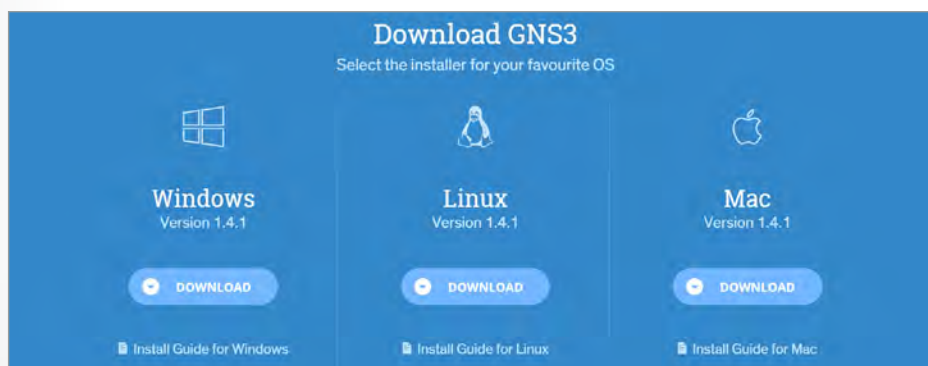 Download GNS3
Select the installer for your favourite OS
Windows
Version 1.4.1
DOWNLOAD
Install Guide for Windows
Linux
Version 1.4.1
DOWNLOAD
Install Guide for Linux
Mac
Version 1.4.1
DOWNLOAD
Install Guide for Mac